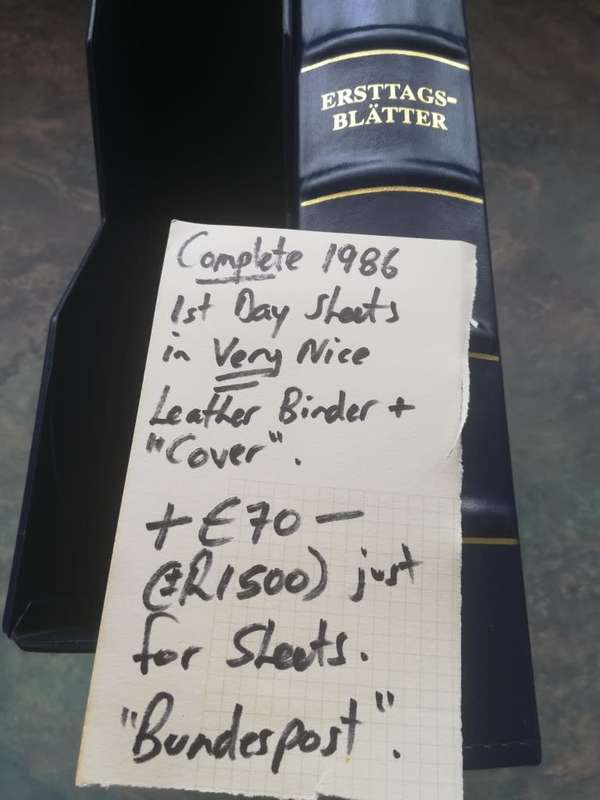 ERSTTAGS-
BLÄTTER
Complete 1986
1st Day Sheets
in Very Nice
Leather Binder +
"Cover".
+ €70 —
(±R1500) just
for Sheets.
"Bundespost".